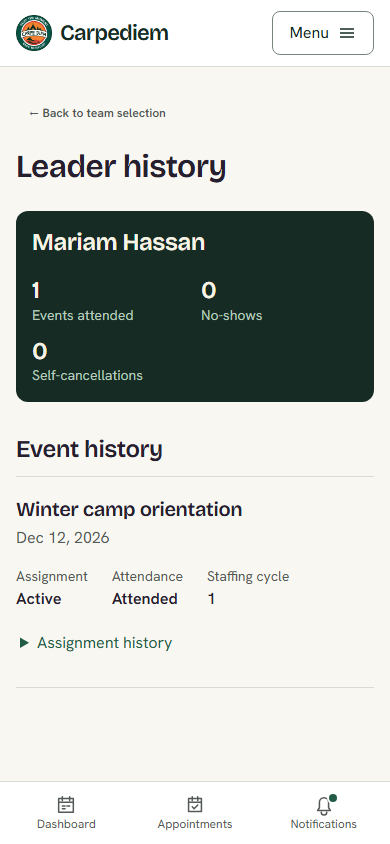 Carpediem
Menu
← Back to team selection
Leader history
Mariam Hassan
1
Events attended
0
No-shows
0
Self-cancellations
Event history
Winter camp orientation
Dec 12, 2026
Assignment Attendance Staffing cycle
Active Attended 1
▶ Assignment history
Dashboard Appointments Notifications